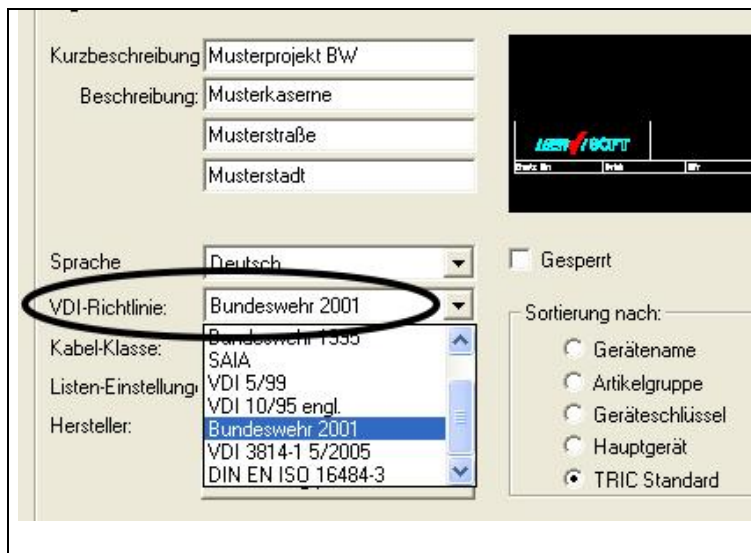 Kurzbeschreibung Musterprojekt BW
Beschreibung: Musterkaserne
Musterstraße
Musterstadt
Sprache Deutsch
Gesperrt
VDI-Richtlinie: Bundeswehr 2001
Bundeswehr 1995
Kabel-Klasse:
SAIA
VDI 5/99
Listen-Einstellung
VDI 10/95 engl.
Hersteller:
Bundeswehr 2001
VDI 3814-1 5/2005
DIN EN ISO 16484-3
Sortierung nach:
Gerätename
Artikelgruppe
Geräteschlüssel
Hauptgerät
TRIC Standard